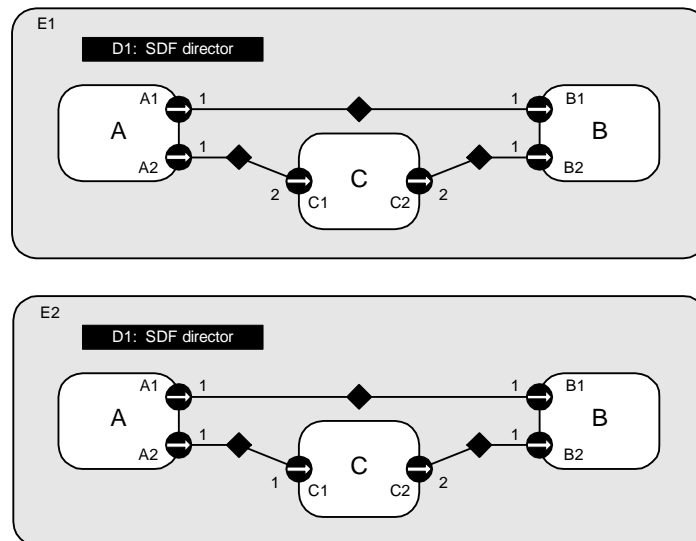 E1
D1: SDF director
A1 1 1 B1
A B
1 1
A2 B2
C
2 C1 C2 2
E2
D1: SDF director
A1 1 1 B1
A B
1 1
A2 B2
C
1 C1 C2 2